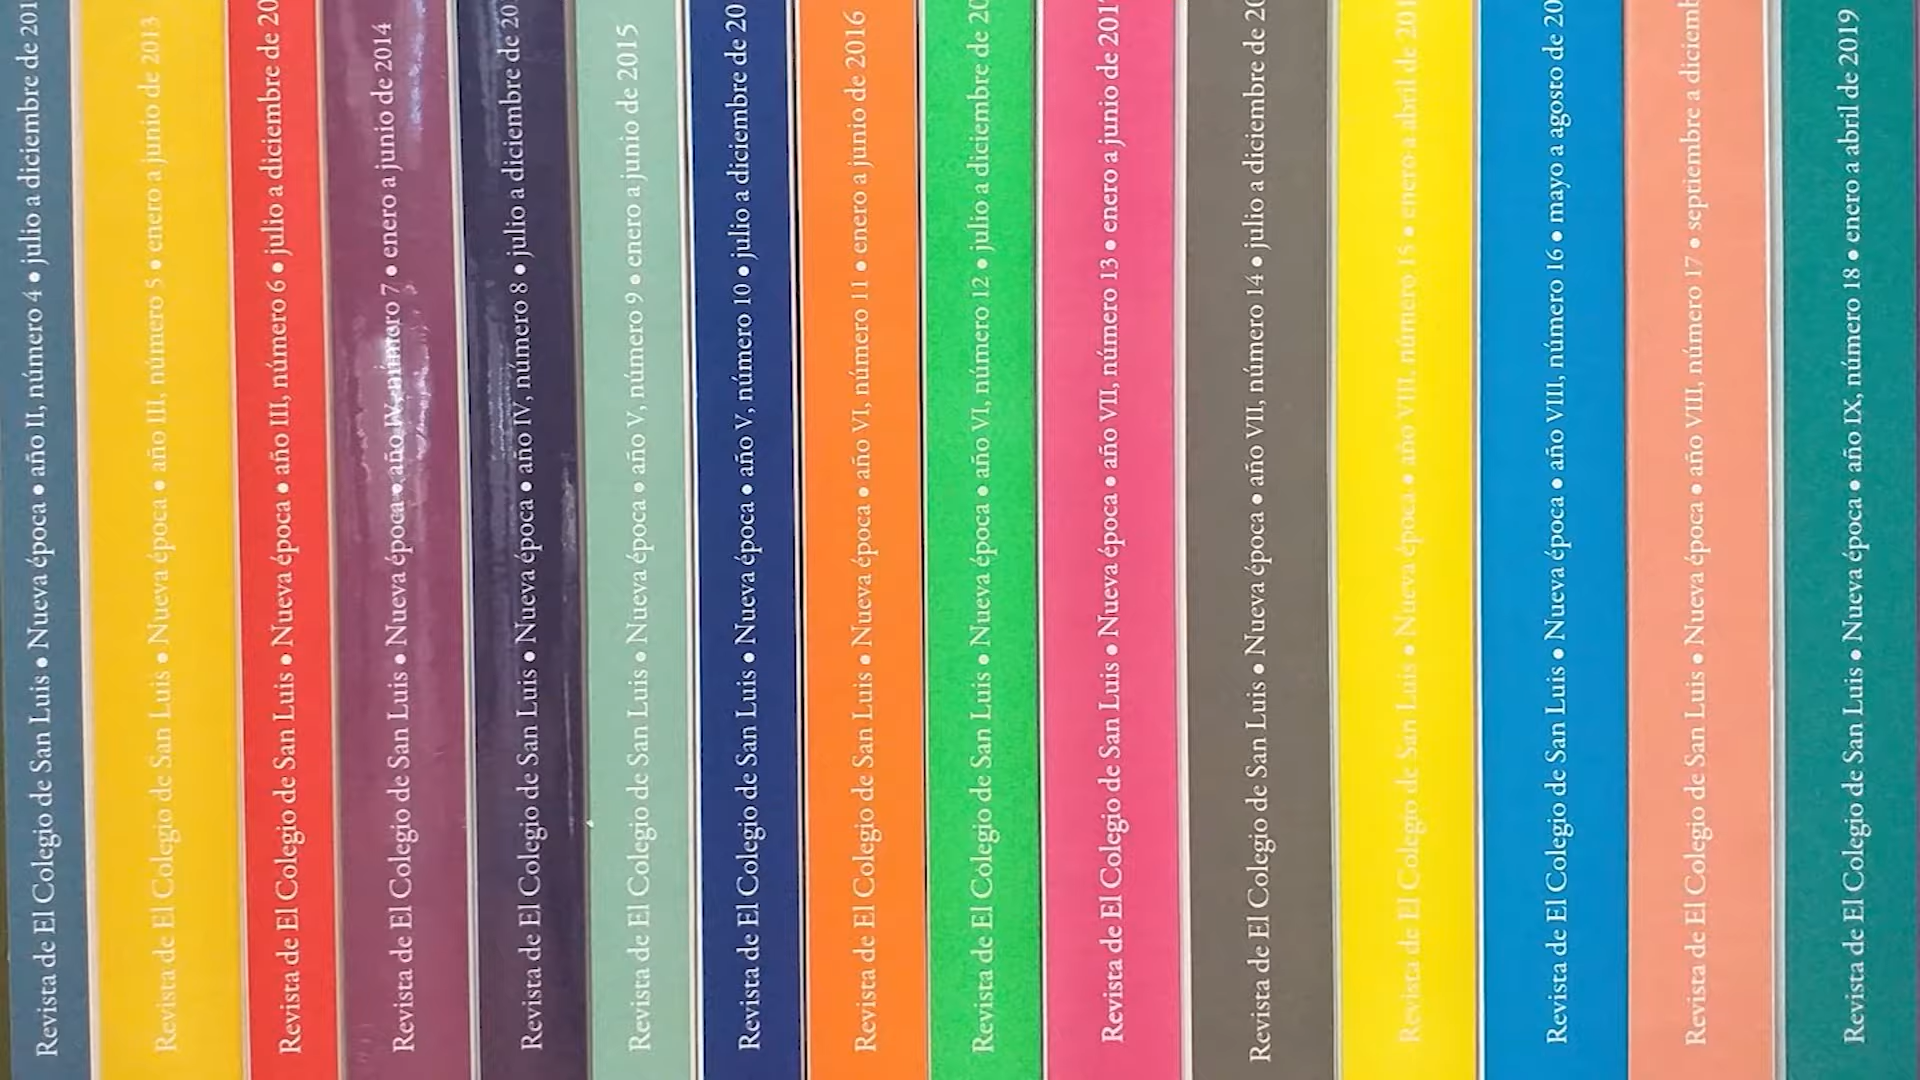 Revista de El Colegio de San Luis • Nueva época • año II, número 4 • julio a diciembre de 201
Revista de El Colegio de San Luis • Nueva época • año III, número 5 • enero a junio de 2013
Revista de El Colegio de San Luis • Nueva época • año III, número 6 • julio a diciembre de 20
Revista de El Colegio de San Luis • Nueva época • año IV, número 7 • enero a junio de 2014
Revista de El Colegio de San Luis • Nueva época • año IV, número 8 • julio a diciembre de 20
Revista de El Colegio de San Luis • Nueva época • año V, número 9 • enero a junio de 2015
Revista de El Colegio de San Luis • Nueva época • año V, número 10 • julio a diciembre de 20
Revista de El Colegio de San Luis • Nueva época • año VI, número 11 • enero a junio de 2016
Revista de El Colegio de San Luis • Nueva época • año VI, número 12 • julio a diciembre de 20
Revista de El Colegio de San Luis • Nueva época • año VII, número 13 • enero a junio de 201
Revista de El Colegio de San Luis • Nueva época • año VII, número 14 • julio a diciembre de 20
Revista de El Colegio de San Luis • Nueva época • año VIII, número 15 • enero a abril de 201
Revista de El Colegio de San Luis • Nueva época • año VIII, número 16 • mayo a agosto de 20
Revista de El Colegio de San Luis • Nueva época • año VIII, número 17 • septiembre a diciemb
Revista de El Colegio de San Luis • Nueva época • año IX, número 18 • enero a abril de 2019